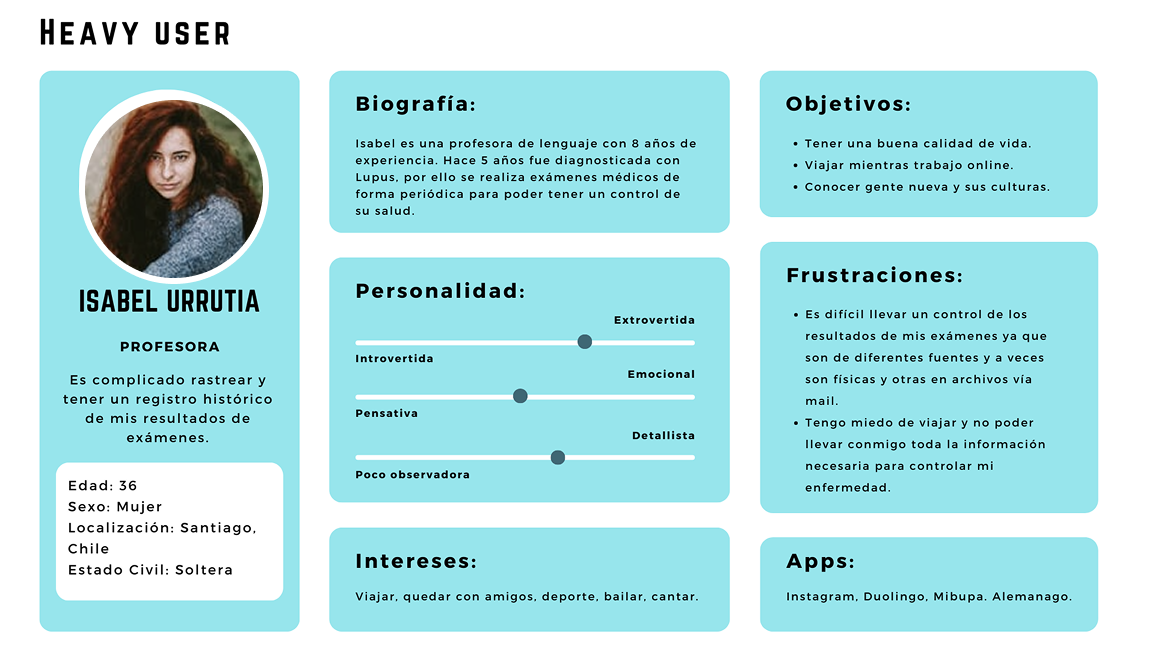 HEAVY USER
ISABEL URRUTIA
PROFESORA
Es complicado rastrear y
tener un registro histórico
de mis resultados de
exámenes.
Edad: 36
Sexo: Mujer
Localización: Santiago,
Chile
Estado Civil: Soltera
Biografía:
Isabel es una profesora de lenguaje con 8 años de
experiencia. Hace 5 años fue diagnosticada con
Lupus, por ello se realiza exámenes médicos de
forma periódica para poder tener un control de
su salud.
Personalidad:
Extrovertida
Introvertida
Emocional
Pensativa
Detallista
Poco observadora
Intereses:
Viajar, quedar con amigos, deporte, bailar, cantar.
Objetivos:
• Tener una buena calidad de vida.
• Viajar mientras trabajo online.
• Conocer gente nueva y sus culturas.
Frustraciones:
• Es difícil llevar un control de los
resultados de mis exámenes ya que
son de diferentes fuentes y a veces
son físicas y otras en archivos vía
mail.
• Tengo miedo de viajar y no poder
llevar conmigo toda la información
necesaria para controlar mi
enfermedad.
Apps:
Instagram, Duolingo, Mibupa. Alemanago.